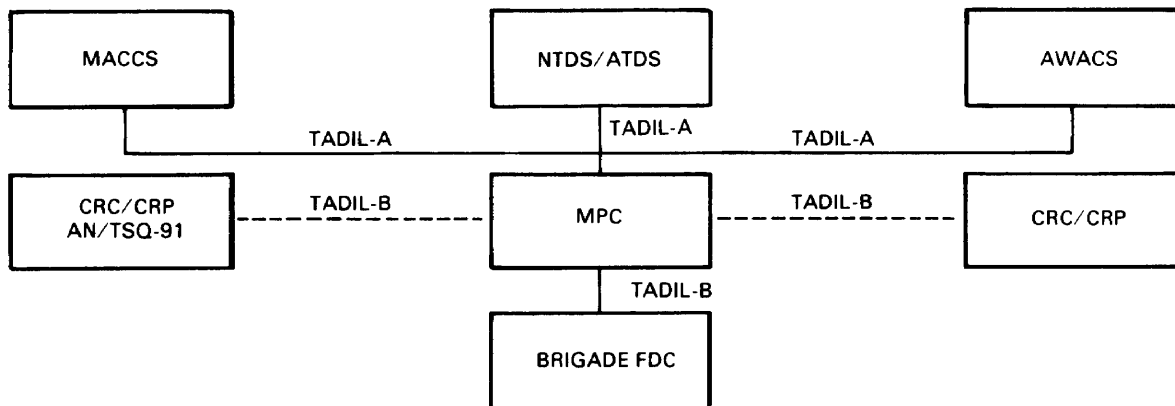 MACCS
NTDS/ATDS
AWACS
TADIL-A
TADIL-A
TADIL-A
CRC/CRP
AN/TSQ-91
TADIL-B
MPC
TADIL-B
CRC/CRP
TADIL-B
BRIGADE FDC